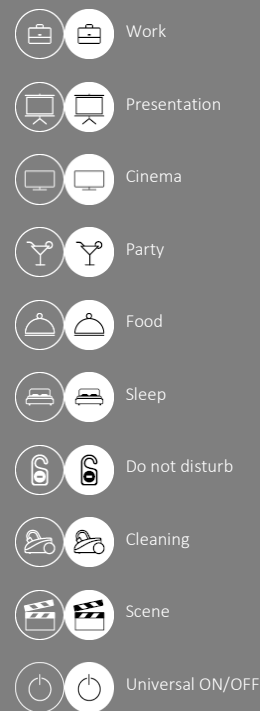 Work
Presentation
Cinema
Party
Food
Sleep
Do not disturb
Cleaning
Scene
Universal ON/OFF